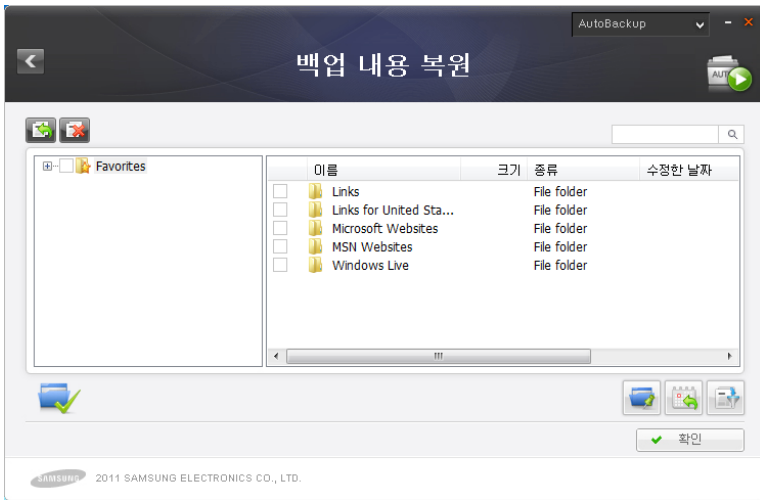 AutoBackup
백업 내용 복원
AUTO
Favorites
이름 크기 종류 수정한 날짜
Links File folder
Links for United Sta... File folder
Microsoft Websites File folder
MSN Websites File folder
Windows Live File folder
확인
SAMSUNG 2011 SAMSUNG ELECTRONICS CO., LTD.